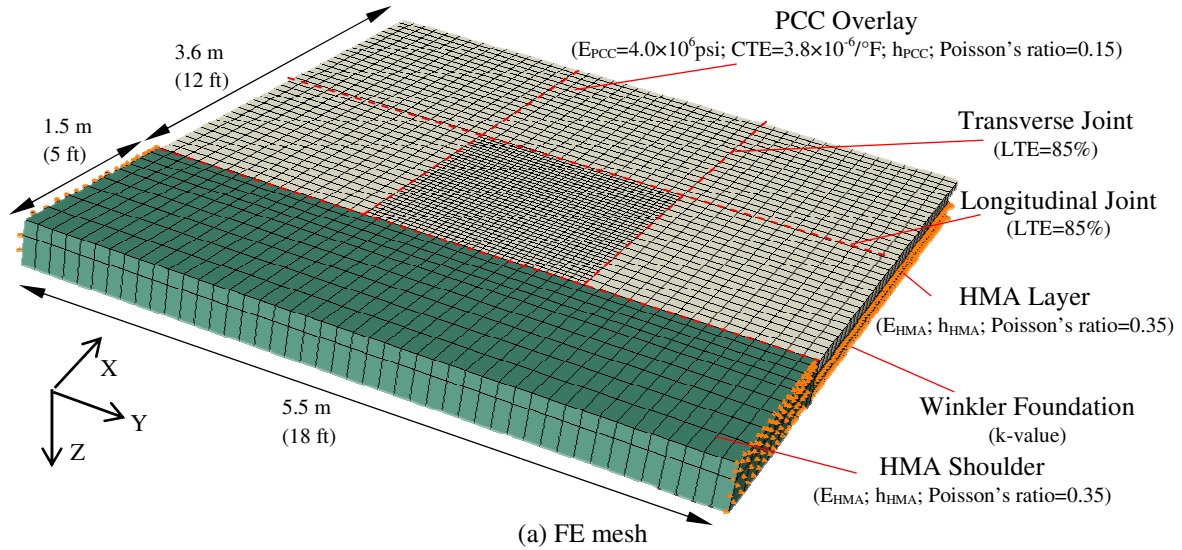 PCC Overlay
(E_PCC=4.0×10⁶psi; CTE=3.8×10⁻⁶/°F; h_PCC; Poisson's ratio=0.15)
3.6 m
(12 ft)
1.5 m
(5 ft)
Transverse Joint
(LTE=85%)
Longitudinal Joint
(LTE=85%)
HMA Layer
(E_HMA; h_HMA; Poisson's ratio=0.35)
X
Y
Z
5.5 m
(18 ft)
Winkler Foundation
(k-value)
HMA Shoulder
(E_HMA; h_HMA; Poisson's ratio=0.35)
(a) FE mesh